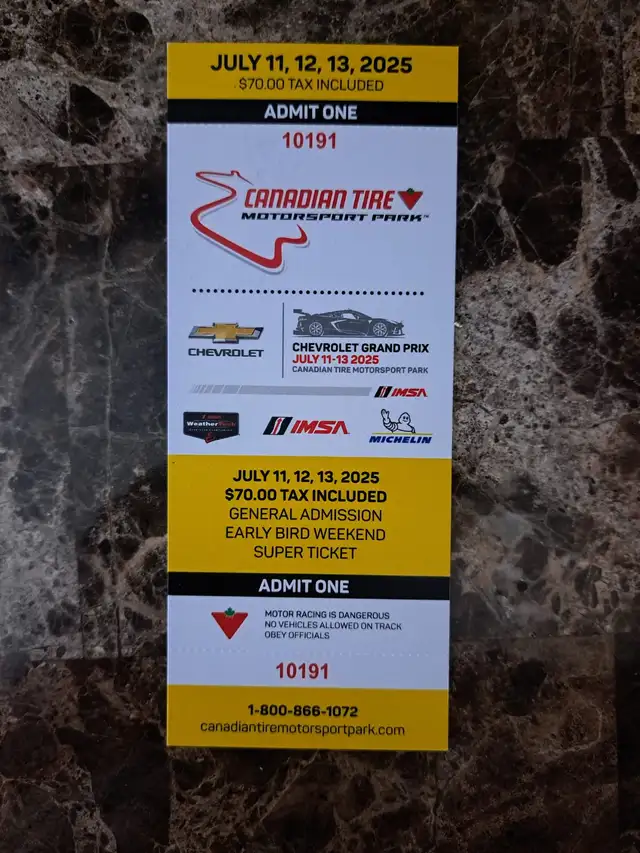 JULY 11, 12, 13, 2025
$70.00 TAX INCLUDED
ADMIT ONE
10191
CANADIAN TIRE
MOTORSPORT PARK™
CHEVROLET
CHEVROLET GRAND PRIX
JULY 11-13 2025
CANADIAN TIRE MOTORSPORT PARK
IMSA
WeatherTech
IMSA
MICHELIN
JULY 11, 12, 13, 2025
$70.00 TAX INCLUDED
GENERAL ADMISSION
EARLY BIRD WEEKEND
SUPER TICKET
ADMIT ONE
MOTOR RACING IS DANGEROUS
NO VEHICLES ALLOWED ON TRACK
OBEY OFFICIALS
10191
1-800-866-1072
canadiantiremotorsportpark.com